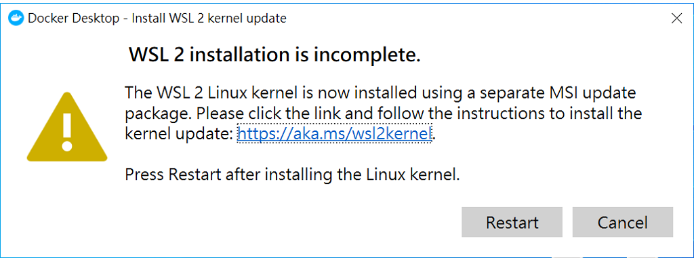 Docker Desktop - Install WSL 2 kernel update
WSL 2 installation is incomplete.
The WSL 2 Linux kernel is now installed using a separate MSI update
package. Please click the link and follow the instructions to install the
kernel update: https://aka.ms/wsl2kernel.
Press Restart after installing the Linux kernel.
Restart
Cancel